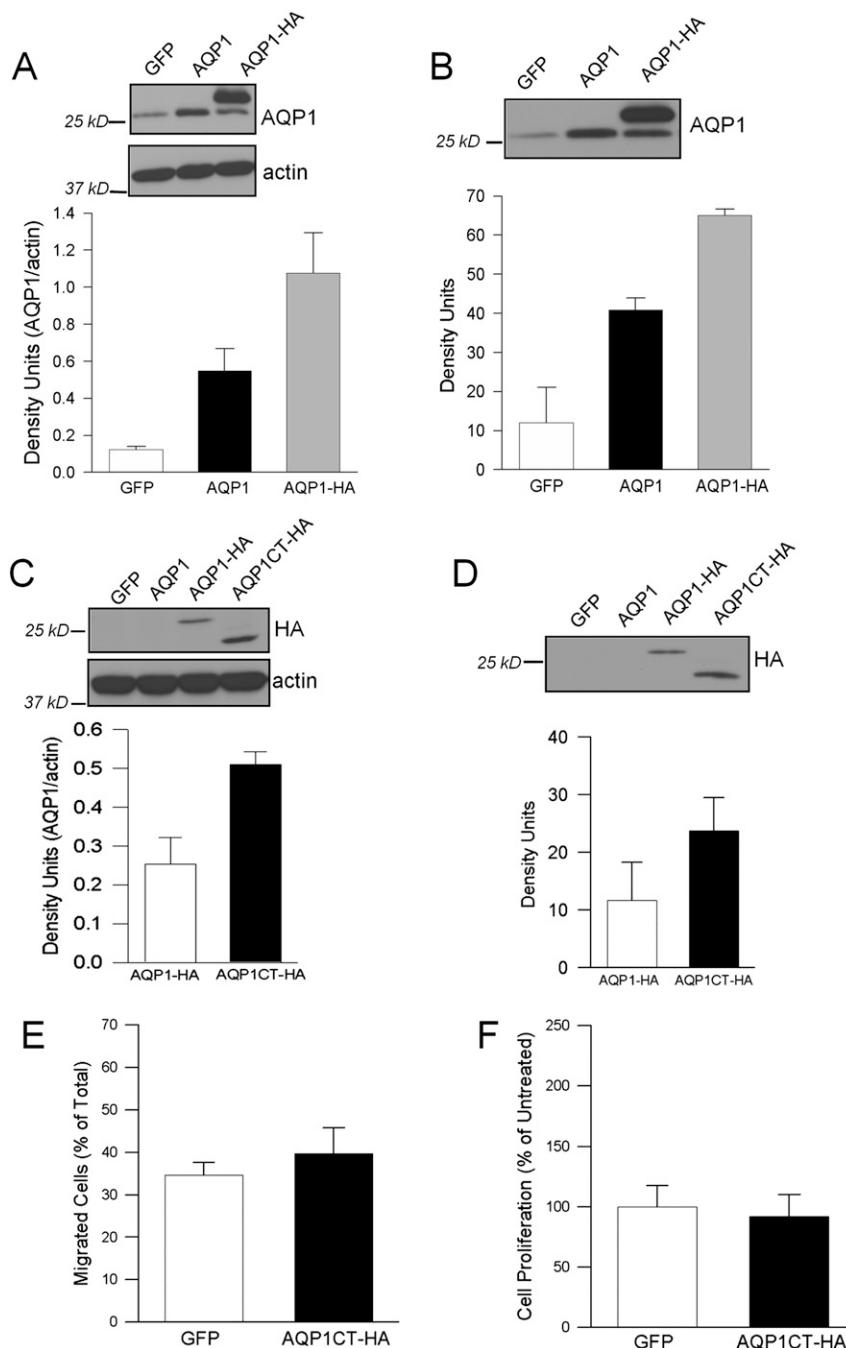 A
GFP AQP1 AQP1-HA
25 kD AQP1
actin
37 kD
Density Units (AQP1/actin)
1.4
1.2
1.0
0.8
0.6
0.4
0.2
0.0
GFP AQP1 AQP1-HA
B
GFP AQP1 AQP1-HA
AQP1
25 kD
Density Units
70
60
50
40
30
20
10
0
GFP AQP1 AQP1-HA
C
GFP AQP1 AQP1-HA AQP1CT-HA
25 kD HA
actin
37 kD
Density Units (AQP1/actin)
0.6
0.5
0.4
0.3
0.2
0.1
0.0
AQP1-HA AQP1CT-HA
D
GFP AQP1 AQP1-HA AQP1CT-HA
25 kD HA
Density Units
40
30
20
10
0
AQP1-HA AQP1CT-HA
E
Migrated Cells (% of Total)
70
60
50
40
30
20
10
0
GFP AQP1CT-HA
F
Cell Proliferation (% of Untreated)
250
200
150
100
50
0
GFP AQP1CT-HA